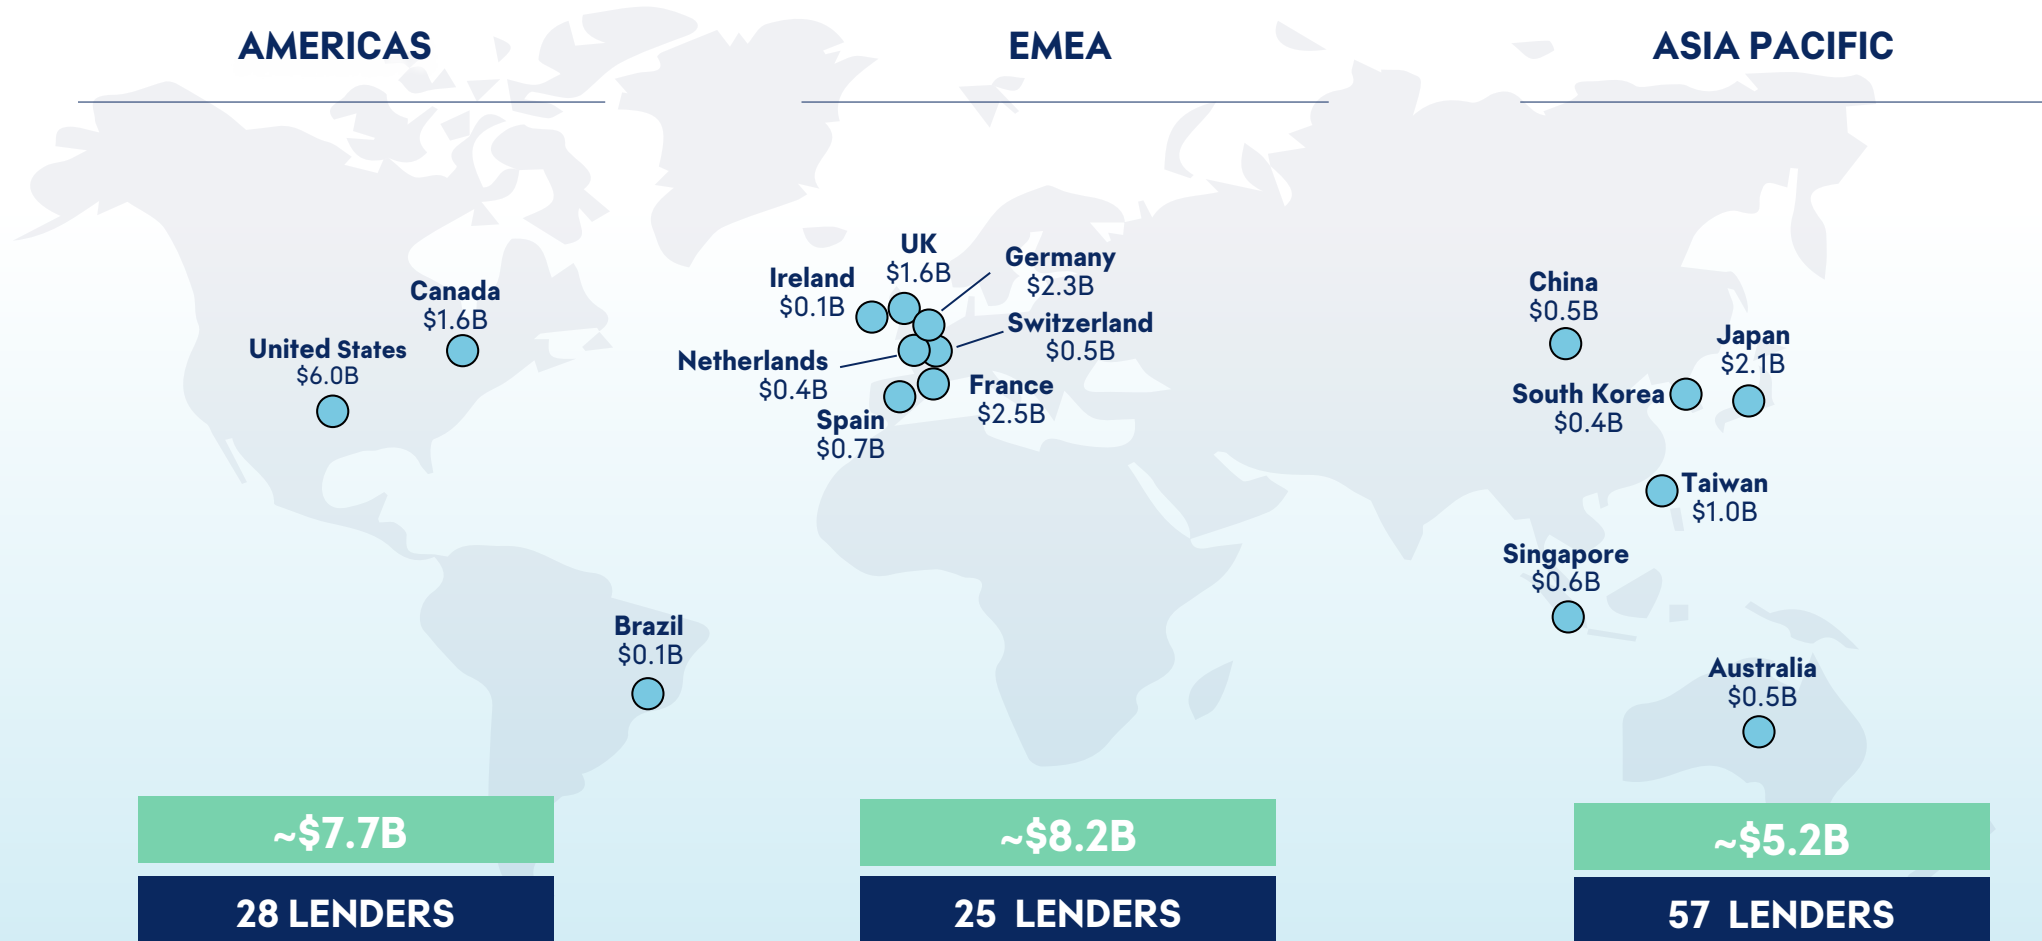 AMERICAS
United States
$6.0B
Canada
$1.6B
Brazil
$0.1B
~$7.7B
28 LENDERS
EMEA
UK
$1.6B
Ireland
$0.1B
Germany
$2.3B
Switzerland
$0.5B
Netherlands
$0.4B
France
$2.5B
Spain
$0.7B
~$8.2B
25 LENDERS
ASIA PACIFIC
China
$0.5B
Japan
$2.1B
South Korea
$0.4B
Taiwan
$1.0B
Singapore
$0.6B
Australia
$0.5B
~$5.2B
57 LENDERS